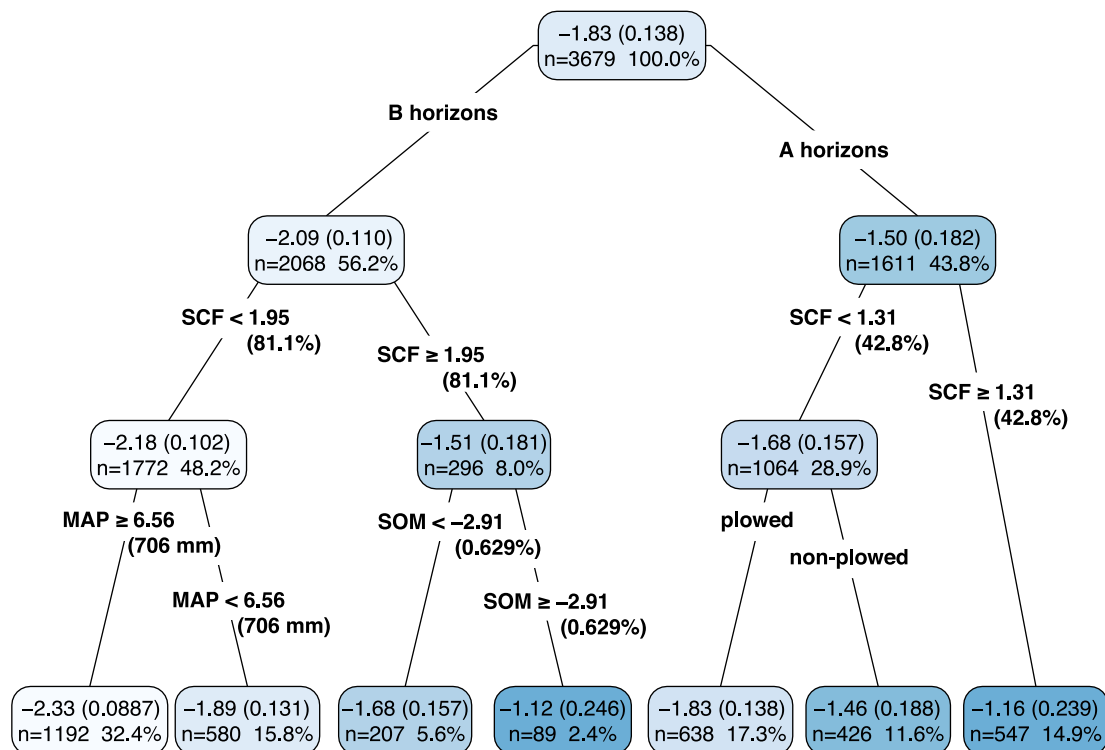 −1.83 (0.138)
n=3679 100.0%
B horizons
A horizons
−2.09 (0.110)
n=2068 56.2%
−1.50 (0.182)
n=1611 43.8%
SCF < 1.95
(81.1%)
SCF ≥ 1.95
(81.1%)
SCF < 1.31
(42.8%)
SCF ≥ 1.31
(42.8%)
−2.18 (0.102)
n=1772 48.2%
−1.51 (0.181)
n=296 8.0%
−1.68 (0.157)
n=1064 28.9%
MAP ≥ 6.56
(706 mm)
MAP < 6.56
(706 mm)
SOM < −2.91
(0.629%)
SOM ≥ −2.91
(0.629%)
plowed
non-plowed
−2.33 (0.0887)
n=1192 32.4%
−1.89 (0.131)
n=580 15.8%
−1.68 (0.157)
n=207 5.6%
−1.12 (0.246)
n=89 2.4%
−1.83 (0.138)
n=638 17.3%
−1.46 (0.188)
n=426 11.6%
−1.16 (0.239)
n=547 14.9%